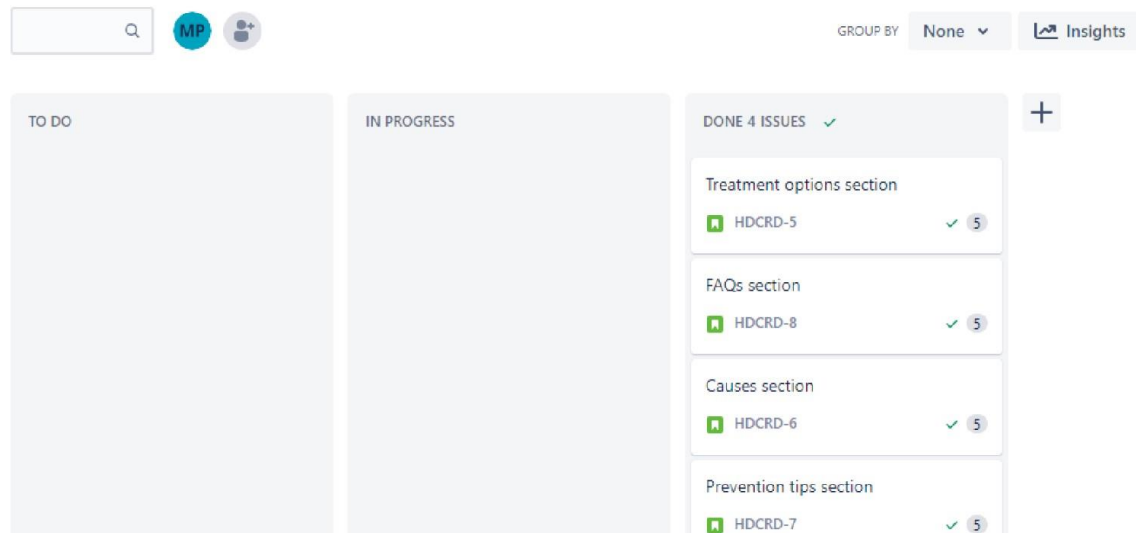 MP
GROUP BY None Insights
TO DO
IN PROGRESS
DONE 4 ISSUES
Treatment options section
HDCRD-5 5
FAQs section
HDCRD-8 5
Causes section
HDCRD-6 5
Prevention tips section
HDCRD-7 5